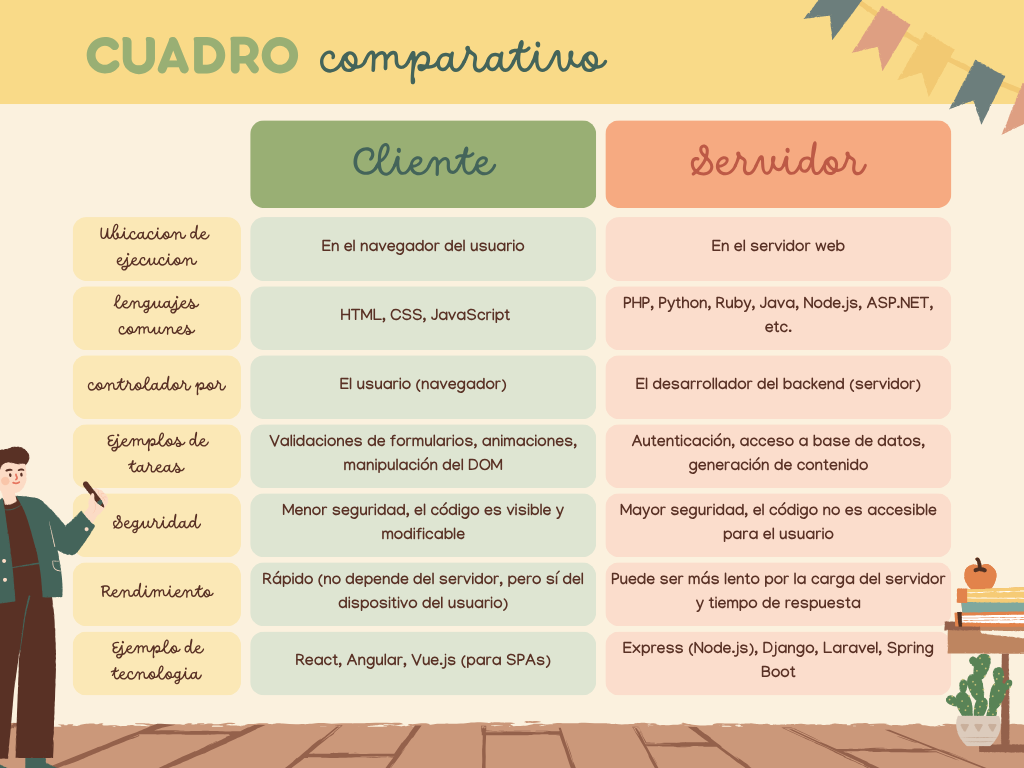 CUADRO comparativo
Cliente
Servidor
Ubicacion de
ejecucion
En el navegador del usuario
En el servidor web
lenguajes
comunes
HTML, CSS, JavaScript
PHP, Python, Ruby, Java, Node.js, ASP.NET,
etc.
controlador por
El usuario (navegador)
El desarrollador del backend (servidor)
Ejemplos de
tareas
Validaciones de formularios, animaciones,
manipulación del DOM
Autenticación, acceso a base de datos,
generación de contenido
Seguridad
Menor seguridad, el código es visible y
modificable
Mayor seguridad, el código no es accesible
para el usuario
Rendimiento
Rápido (no depende del servidor, pero sí del
dispositivo del usuario)
Puede ser más lento por la carga del servidor
y tiempo de respuesta
Ejemplo de
tecnologia
React, Angular, Vue.js (para SPAs)
Express (Node.js), Django, Laravel, Spring
Boot